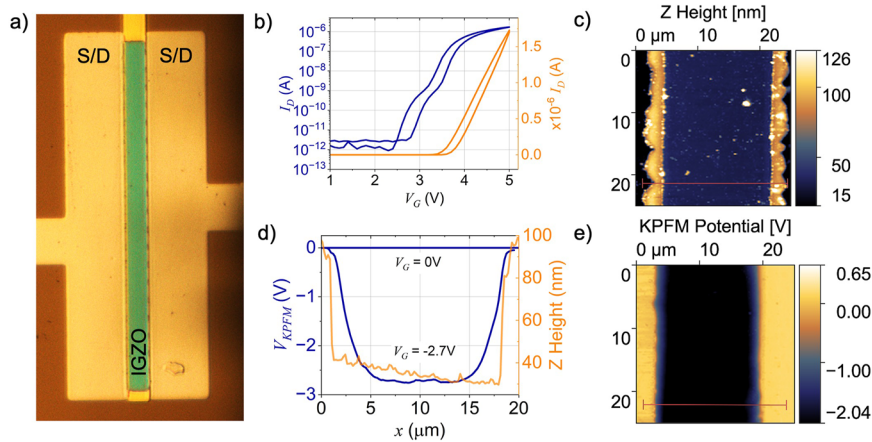 a)
S/D
S/D
IGZO
b)
10⁻⁶
10⁻⁷
10⁻⁸
10⁻⁹
10⁻¹⁰
10⁻¹¹
10⁻¹²
10⁻¹³
I_D (A)
1.5
1.0
0.5
0.0
x10⁻⁶ I_D (A)
1 2 3 4 5
V_G (V)
c)
Z Height [nm]
0 µm 10 20
0
10
20
126
100
50
15
d)
0
−1
−2
−3
V_KPFM (V)
V_G = 0V
V_G = -2.7V
100
80
60
40
Z Height (nm)
0 5 10 15 20
x (µm)
e)
KPFM Potential [V]
0 µm 10 20
0
10
20
0.65
0.00
-1.00
-2.04